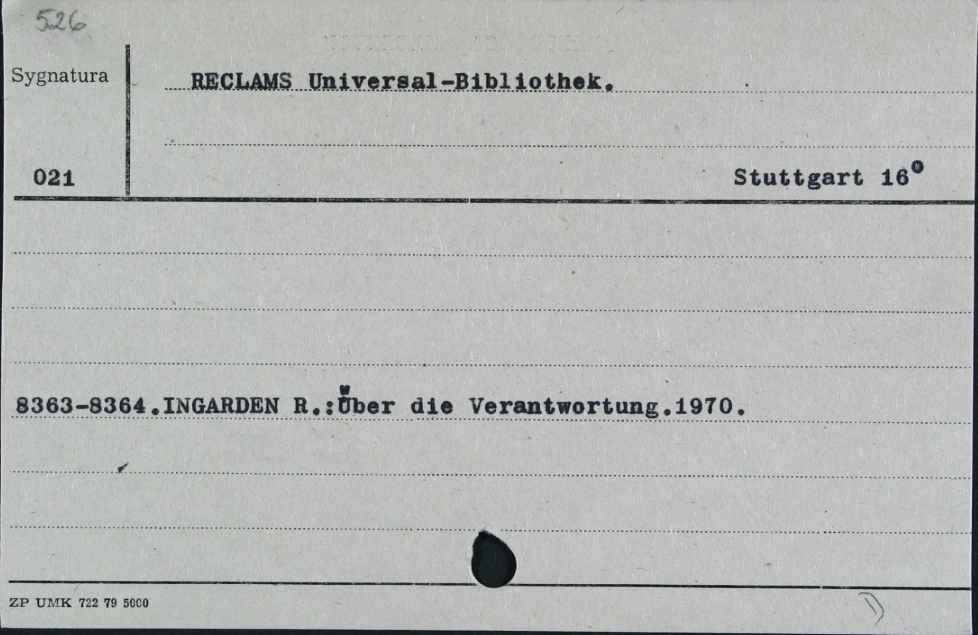 526
Sygnatura
RECLAMS Universal-Bibliothek.
021
Stuttgart 16°
8363-8364.INGARDEN R.:Über die Verantwortung.1970.
ZP UMK 722 79 5000